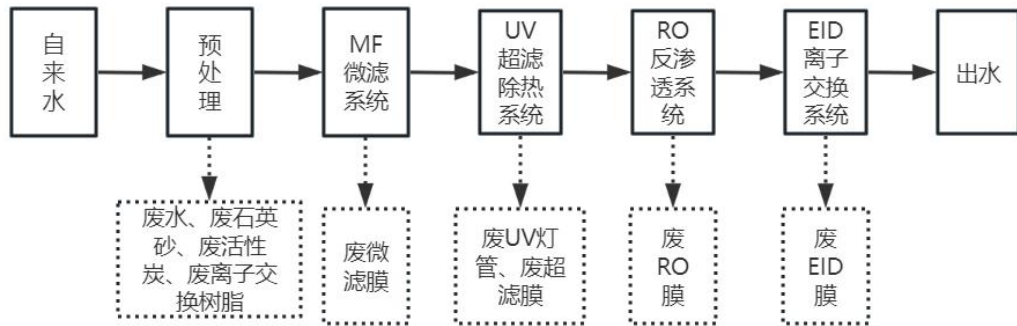 自
来
水
预
处
理
MF
微滤
系统
UV
超滤
除热
系统
RO
反渗
透系
统
EID
离子
交换
系统
出水
废水、废石英
砂、废活性
炭、废离子交
换树脂
废微
滤膜
废UV灯
管、废超
滤膜
废
RO
膜
废
EID
膜